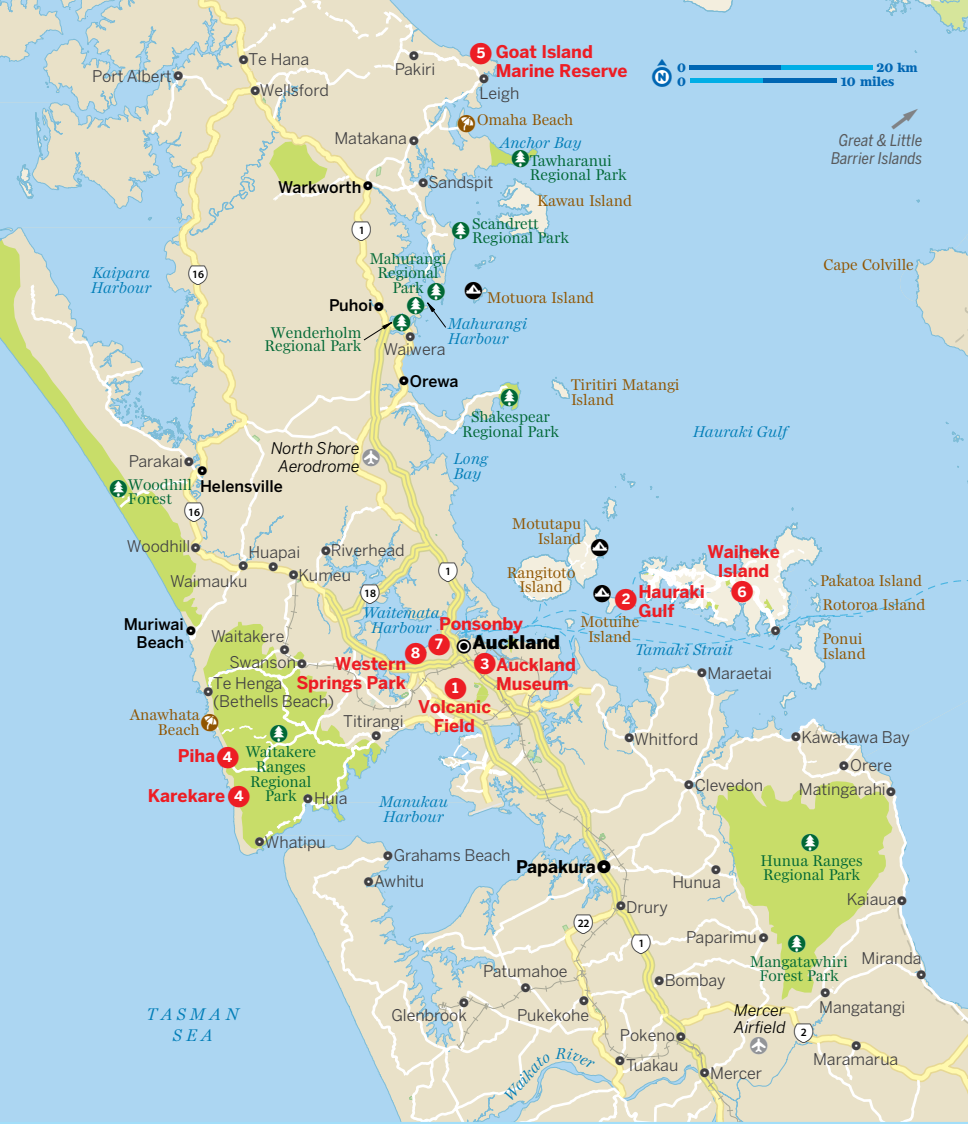 5 Goat Island
Marine Reserve
Te Hana
Pakiri
Port Albert
Wellsford
Leigh
0 20 km
N
0 10 miles
Omaha Beach
Matakana
Anchor Bay
Tawharanui
Regional Park
Great & Little
Barrier Islands
Warkworth
Sandspit
Kawau Island
1
Scandrett
Regional Park
Kaipara
Harbour
16
Mahurangi
Regional
Park
Cape Colville
Motuora Island
Puhoi
Wenderholm
Regional Park
Mahurangi
Harbour
Waiwera
Orewa
Tiritiri Matangi
Island
Shakespear
Regional Park
Hauraki Gulf
North Shore
Aerodrome
Long
Bay
Parakai
Helensville
Woodhill
Forest
16
Motutapu
Island
Woodhill
Huapai
Riverhead
Waiheke
Island
6
Waimauku
Kumeu
1
Rangitoto
Island
18
2 Hauraki
Gulf
Pakatoa Island
Rotoroa Island
Waitemata
Harbour
Motuihe
Island
Muriwai
Beach
Ponsonby
7
Auckland
Waitakere
Swanson
Western
Springs Park
8
3 Auckland
Museum
Tamaki Strait
Ponui
Island
Maraetai
Te Henga
(Bethells Beach)
1
Volcanic
Field
Anawhata
Beach
Titirangi
Whitford
Kawakawa Bay
Piha 4
Waitakere
Ranges
Regional
Park
Orere
Clevedon
Matingarahi
Karekare 4
Huia
Manukau
Harbour
Whatipu
Grahams Beach
Awhitu
Papakura
Hunua Ranges
Regional Park
Hunua
Kaiaua
Drury
22
1
Paparimu
Mangatawhiri
Forest Park
Miranda
Patumahoe
Bombay
Glenbrook
Pukekohe
Mangatangi
TASMAN
SEA
Mercer
Airfield
2
Pokeno
Maramarua
Waikato River
Tuakau
Mercer